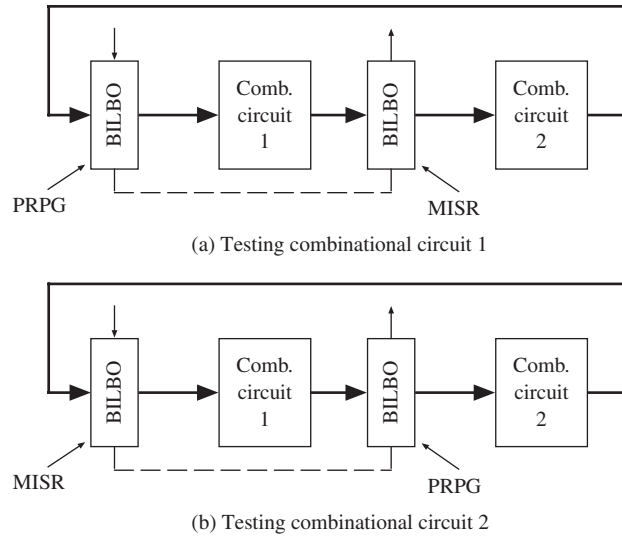 BILBO
Comb.
circuit
1
BILBO
Comb.
circuit
2
PRPG
MISR
(a) Testing combinational circuit 1
BILBO
Comb.
circuit
1
BILBO
Comb.
circuit
2
MISR
PRPG
(b) Testing combinational circuit 2